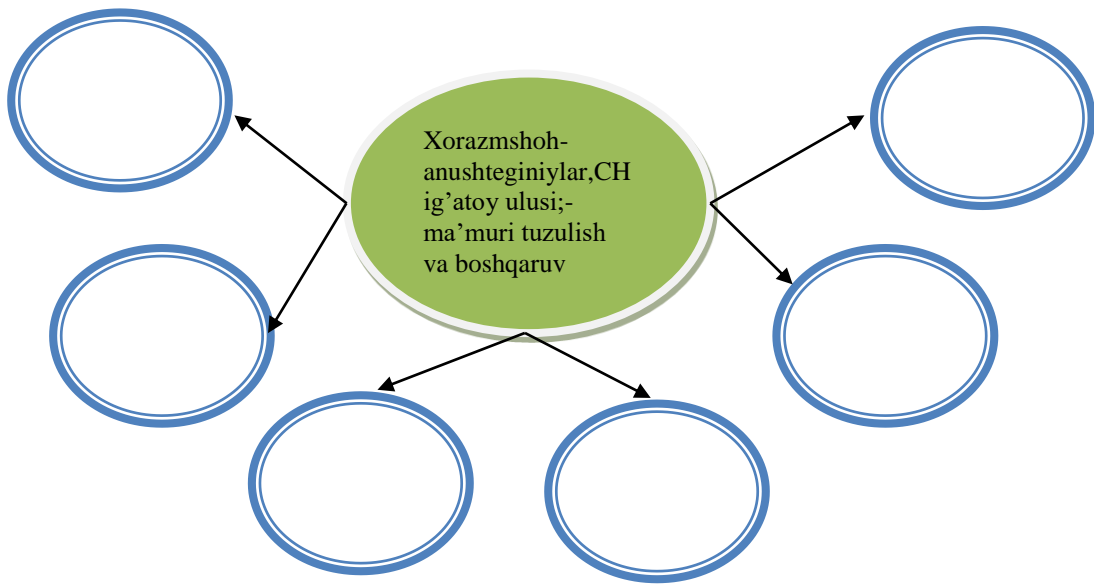 Xorazmshoh-
anushteginiylar,CH
ig’atoy ulusi;-
ma’muri tuzulish
va boshqaruv